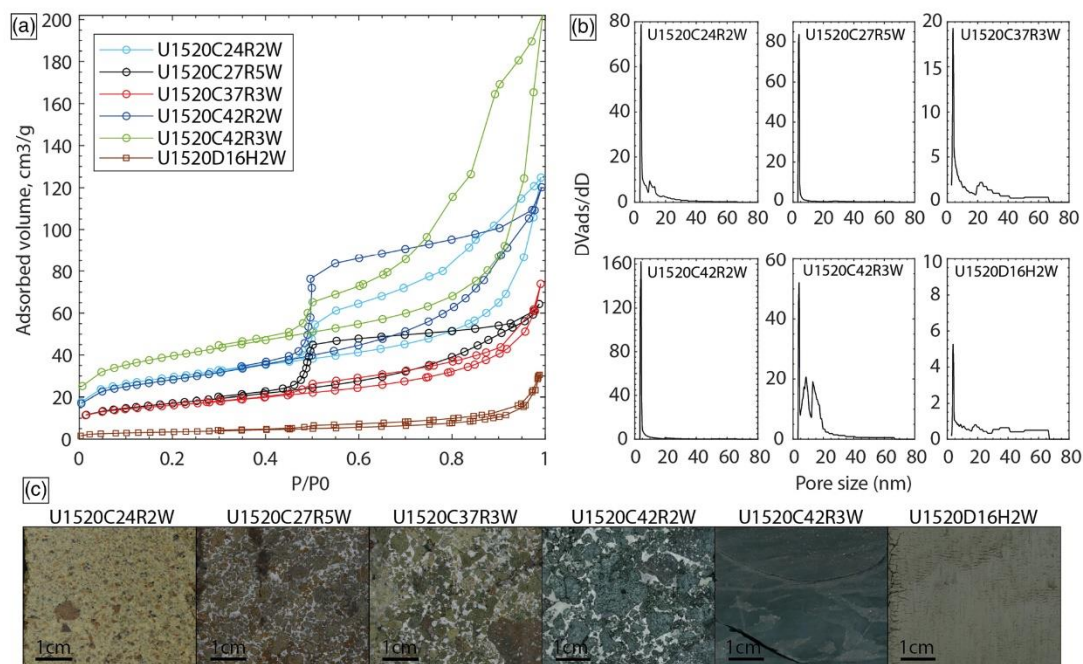 (a)
U1520C24R2W
U1520C27R5W
U1520C37R3W
U1520C42R2W
U1520C42R3W
U1520D16H2W
200
180
160
140
120
100
80
60
40
20
0
Adsorbed volume, cm3/g
0 0.2 0.4 0.6 0.8 1
P/P0
(b)
U1520C24R2W
80
60
40
20
0
0 20 40 60 80
U1520C27R5W
80
60
40
20
0
0 20 40 60 80
U1520C37R3W
20
15
10
5
0
0 20 40 60 80
DVads/dD
U1520C42R2W
160
120
80
40
0
0 20 40 60 80
U1520C42R3W
60
40
20
0
0 20 40 60 80
U1520D16H2W
10
8
6
4
2
0
0 20 40 60 80
Pore size (nm)
(c)
U1520C24R2W U1520C27R5W U1520C37R3W U1520C42R2W U1520C42R3W U1520D16H2W
1cm 1cm 1cm 1cm 1cm 1cm